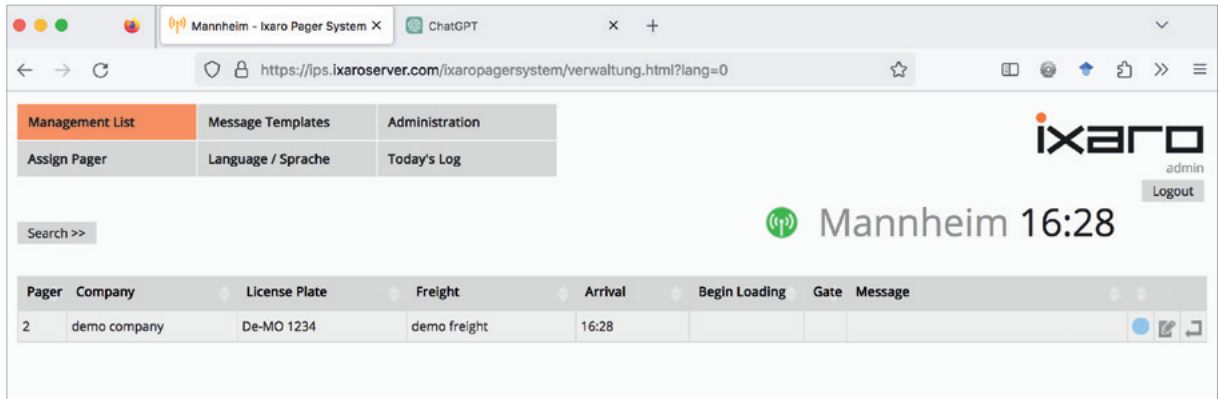 Mannheim - Ixaro Pager System ChatGPT
https://ips.ixaroserver.com/ixaropagersystem/verwaltung.html?lang=0
Management List Message Templates Administration
Assign Pager Language / Sprache Today's Log
ixaro
admin
Logout
Search >>
Mannheim 16:28
Pager Company License Plate Freight Arrival Begin Loading Gate Message
2 demo company De-MO 1234 demo freight 16:28